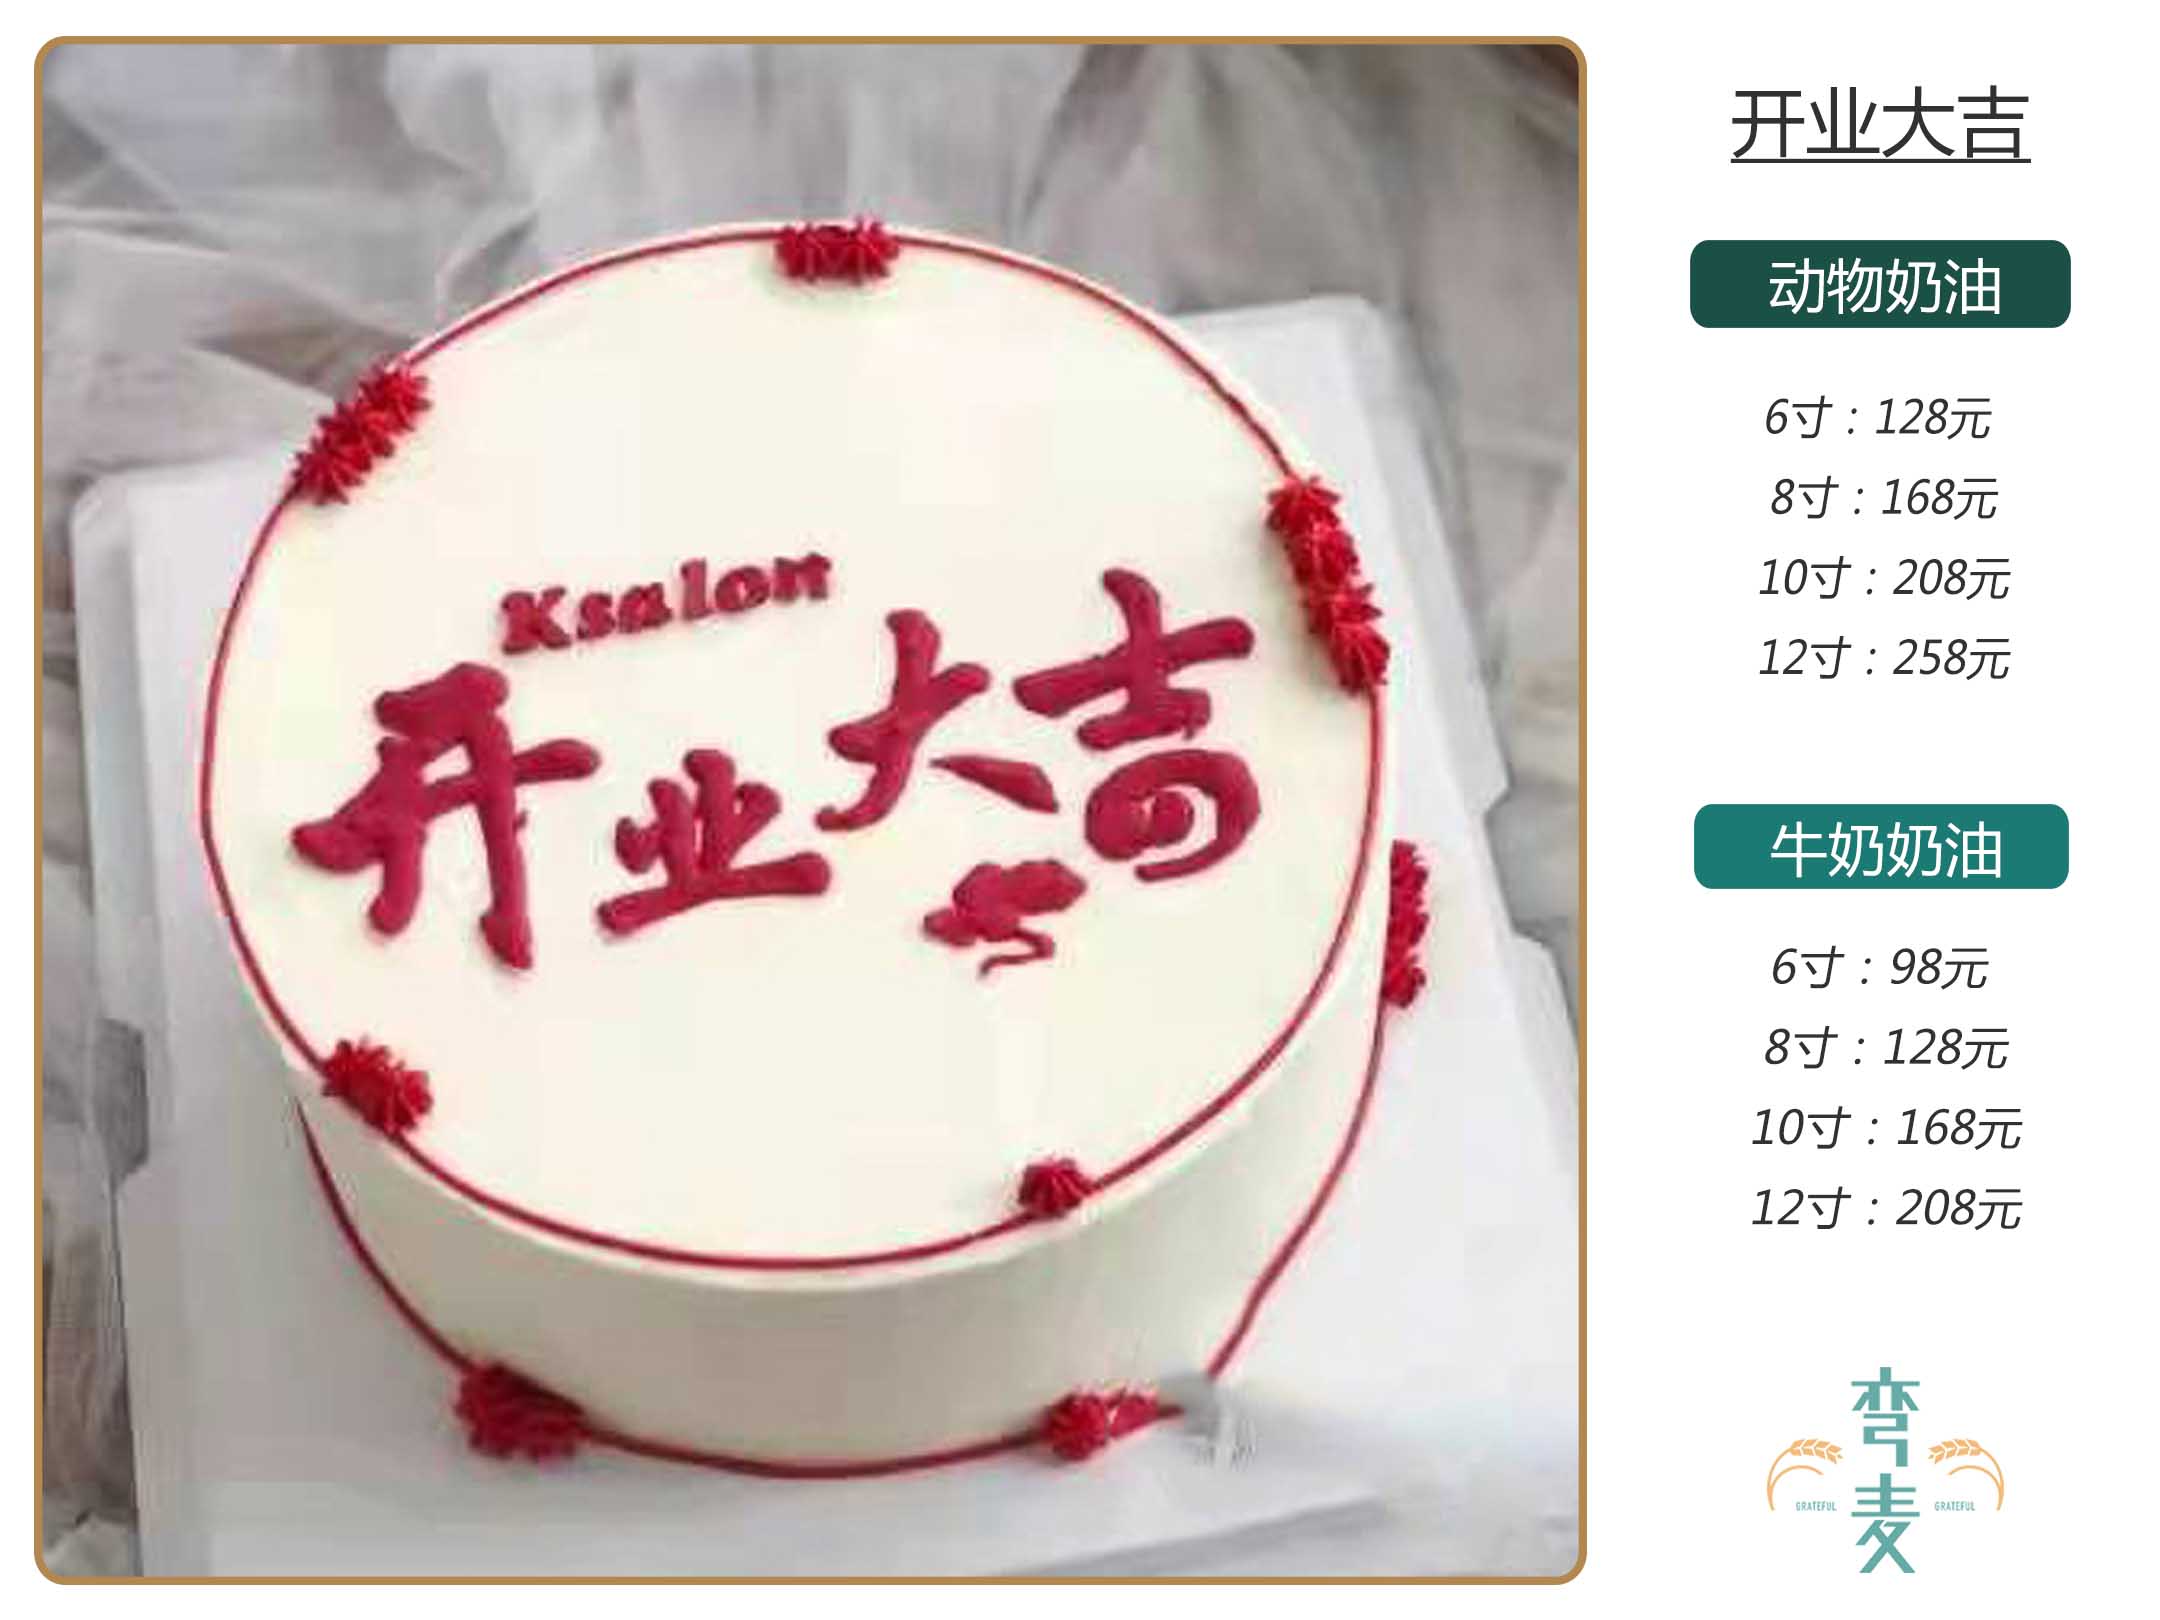 Ksalon
开业大吉
开业大吉
动物奶油
6寸：128元
8寸：168元
10寸：208元
12寸：258元
牛奶奶油
6寸：98元
8寸：128元
10寸：168元
12寸：208元
弯麦
GRATEFUL GRATEFUL